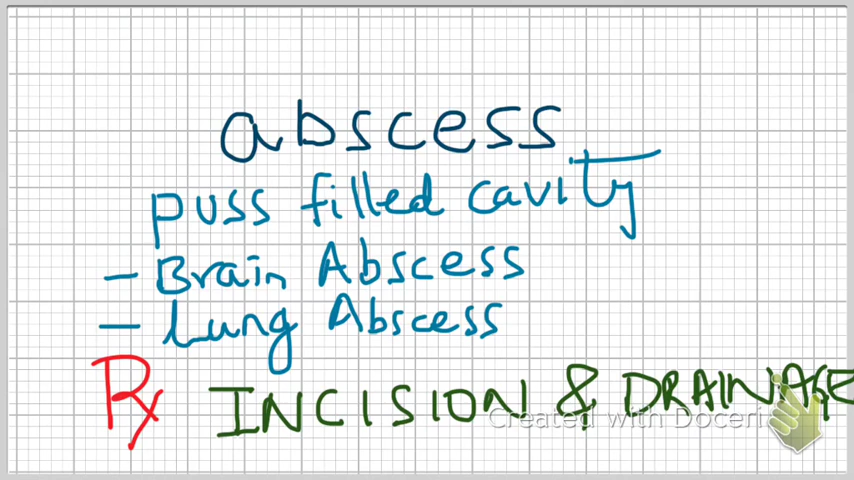 abscess
puss filled cavity
- Brain Abscess
- Lung Abscess
Rx INCISION & DRAINAGE
Created with Doceri